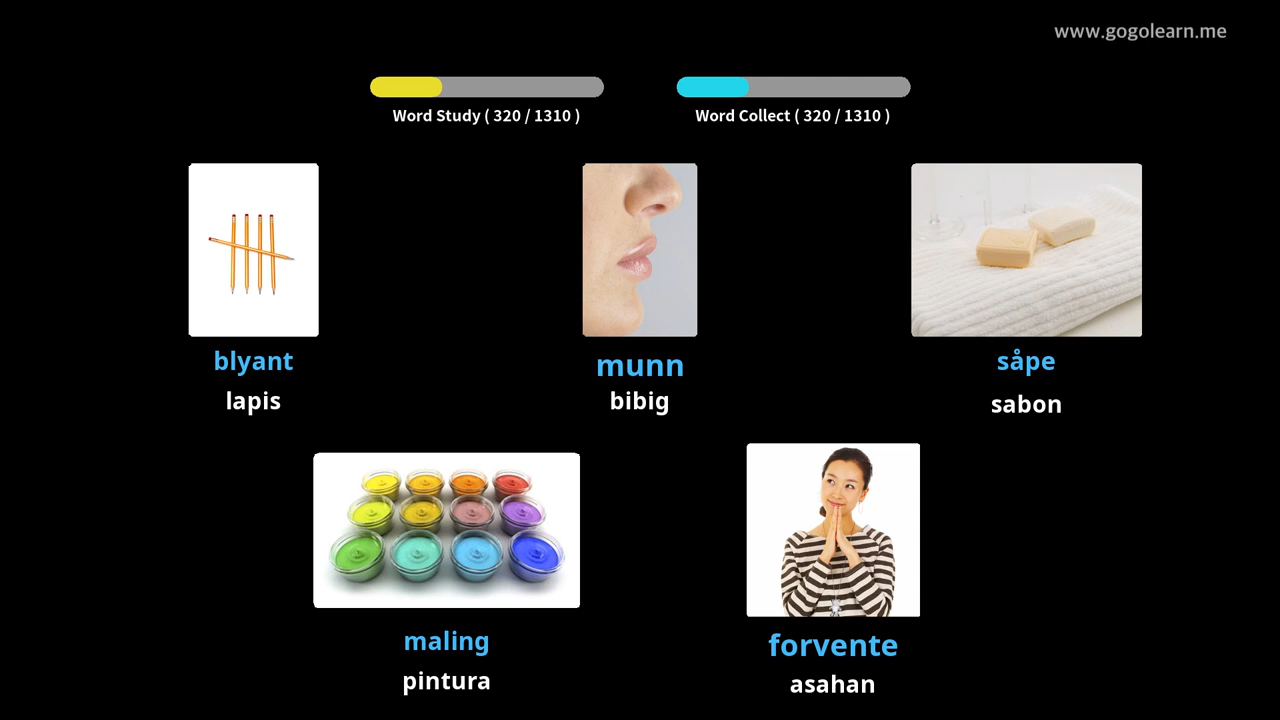 www.gogolearn.me
Word Study ( 320 / 1310 )
Word Collect ( 320 / 1310 )
blyant
lapis
munn
bibig
såpe
sabon
maling
pintura
forvente
asahan